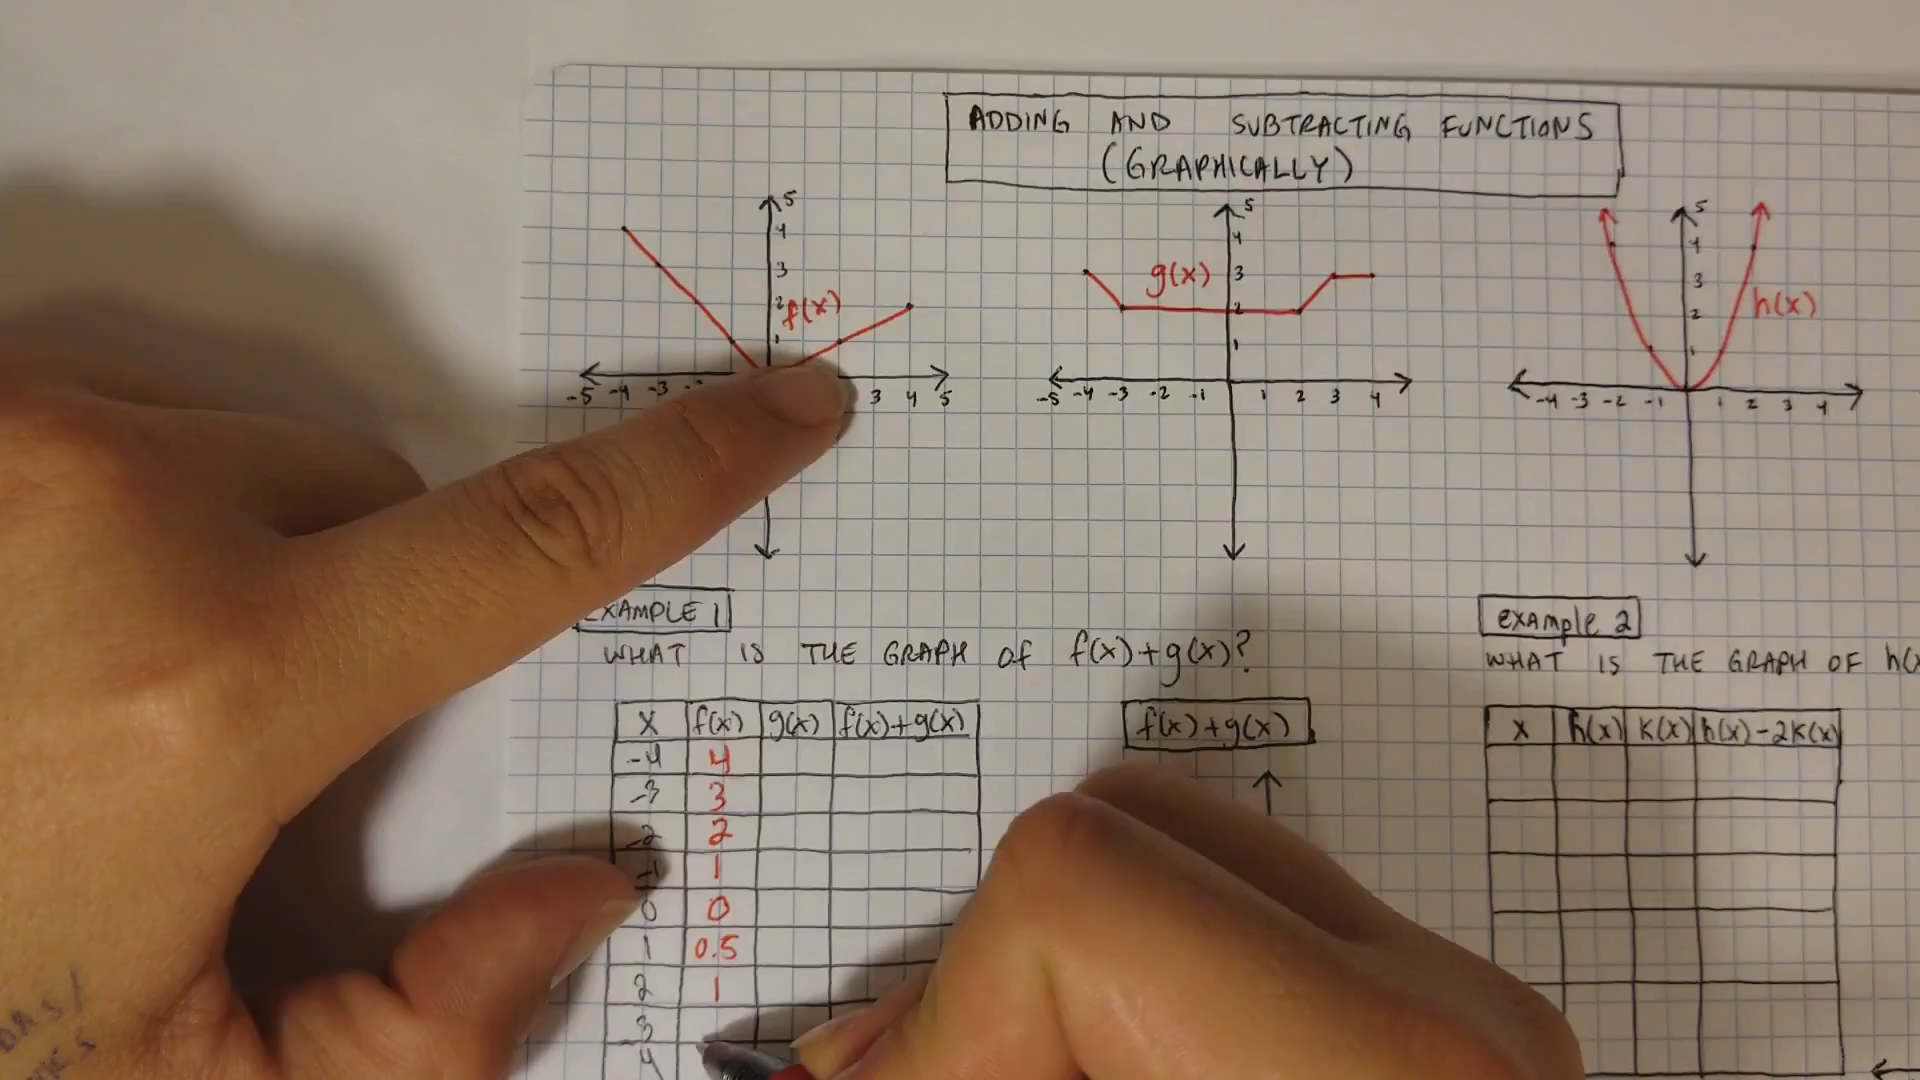 ADDING AND SUBTRACTING FUNCTIONS
(GRAPHICALLY)
5
4
3
2
1
f(x)
-5 -4 -3 3 4 5
5
4
3
2
1
g(x)
-5 -4 -3 -2 -1 1 2 3 4
5
4
3
2
1
h(x)
-4 -3 -2 -1 1 2 3 4
EXAMPLE 1
WHAT IS THE GRAPH OF f(x)+g(x)?
x f(x) g(x) f(x)+g(x)
-4 4
-3 3
-2 2
-1 1
0 0
1 0.5
2 1
3
4
f(x)+g(x)
example 2
WHAT IS THE GRAPH OF h(x
x h(x) K(x) h(x)-2K(x)